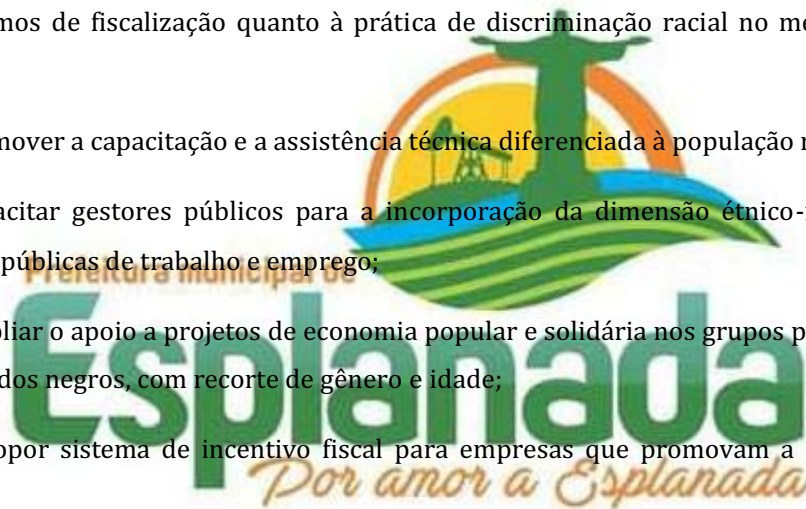 mos de fiscalização quanto à prática de discriminação racial no
mover a capacitação e a assistência técnica diferenciada à população
acitar gestores públicos para a incorporação da dimensão
públicas de trabalho e emprego;
Prefeitura municipal de
Esplanada
pliar o apoio a projetos de economia popular e solidária nos grupos
dos negros, com recorte de gênero e idade;
opor sistema de incentivo fiscal para empresas que promovam a
Por amor a Esplanada